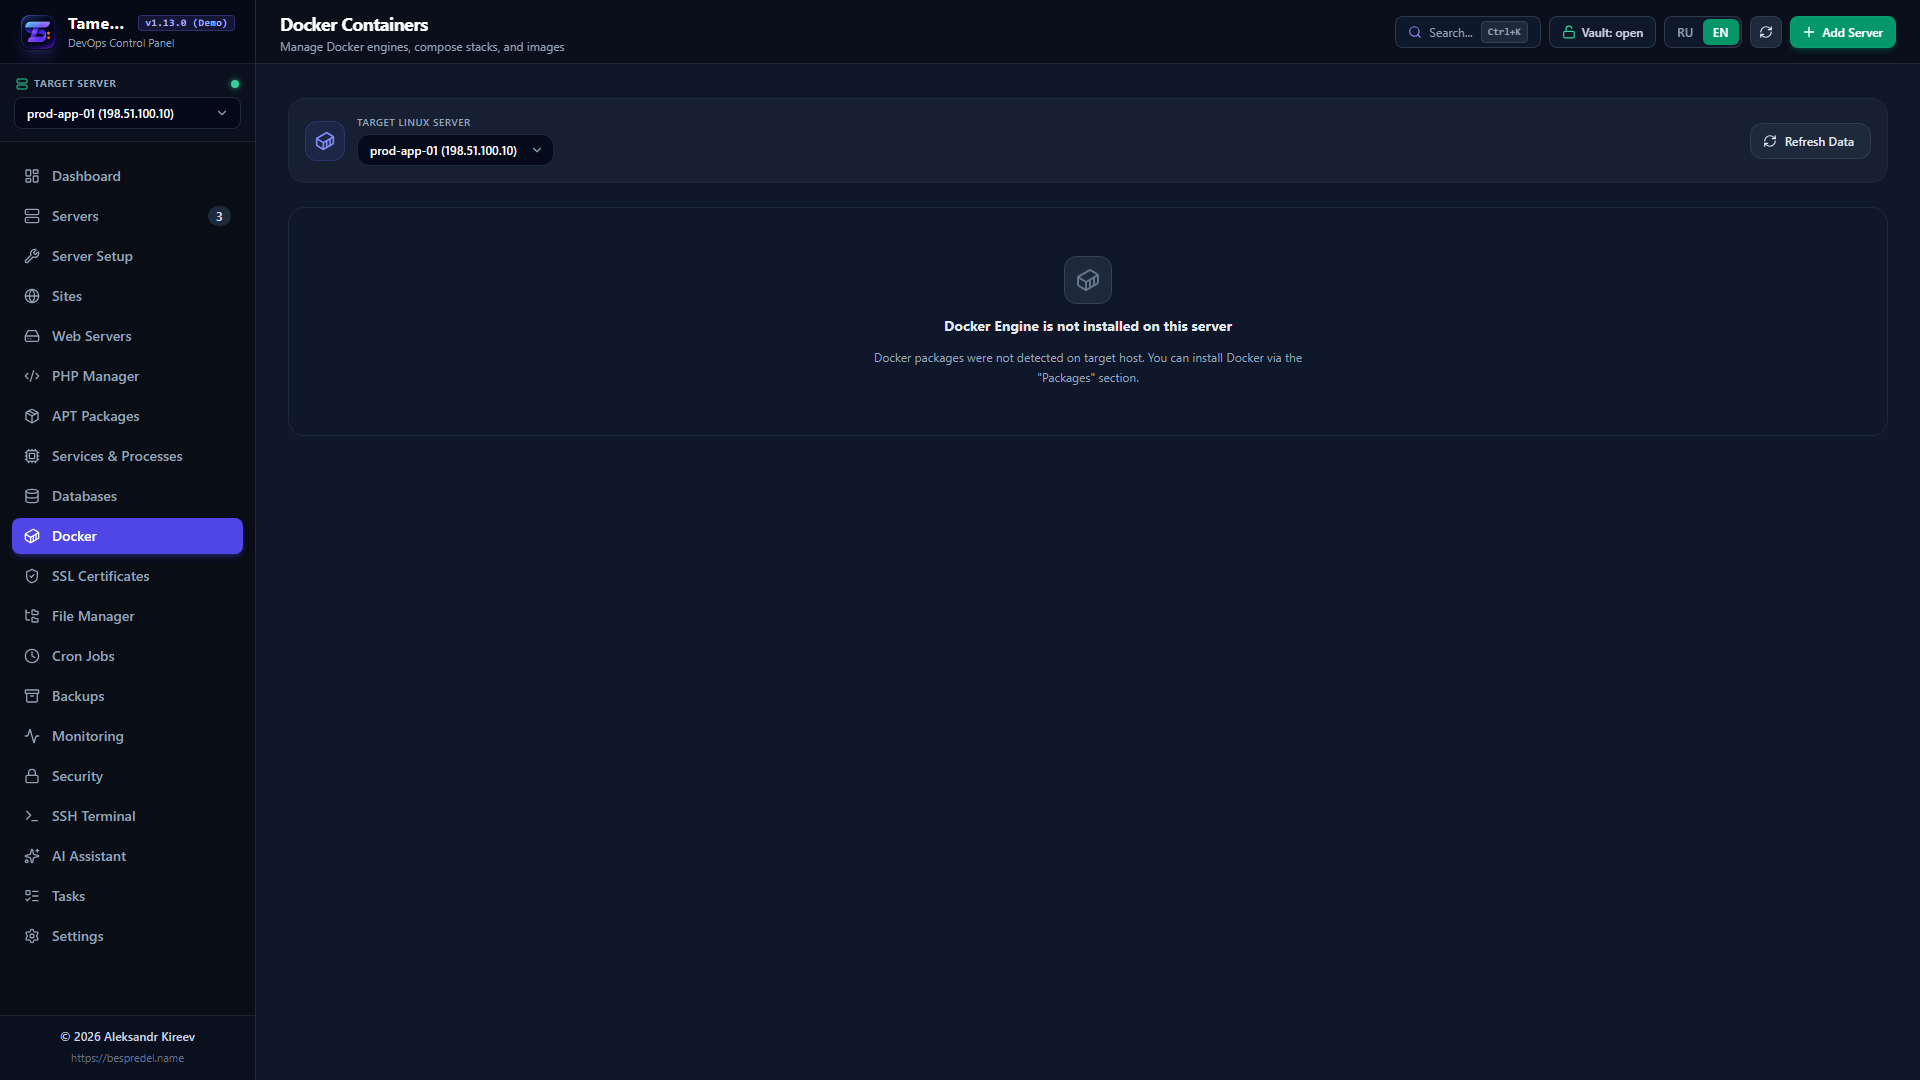 Tame...
v1.13.0 (Demo)
DevOps Control Panel
TARGET SERVER
prod-app-01 (198.51.100.10)
Dashboard
Servers
3
Server Setup
Sites
Web Servers
PHP Manager
APT Packages
Services & Processes
Databases
Docker
SSL Certificates
File Manager
Cron Jobs
Backups
Monitoring
Security
SSH Terminal
AI Assistant
Tasks
Settings
© 2026 Aleksandr Kireev
https://bespredel.name
Docker Containers
Manage Docker engines, compose stacks, and images
Search...
Ctrl+K
Vault: open
RU
EN
Add Server
TARGET LINUX SERVER
prod-app-01 (198.51.100.10)
Refresh Data
Docker Engine is not installed on this server
Docker packages were not detected on target host. You can install Docker via the
"Packages" section.